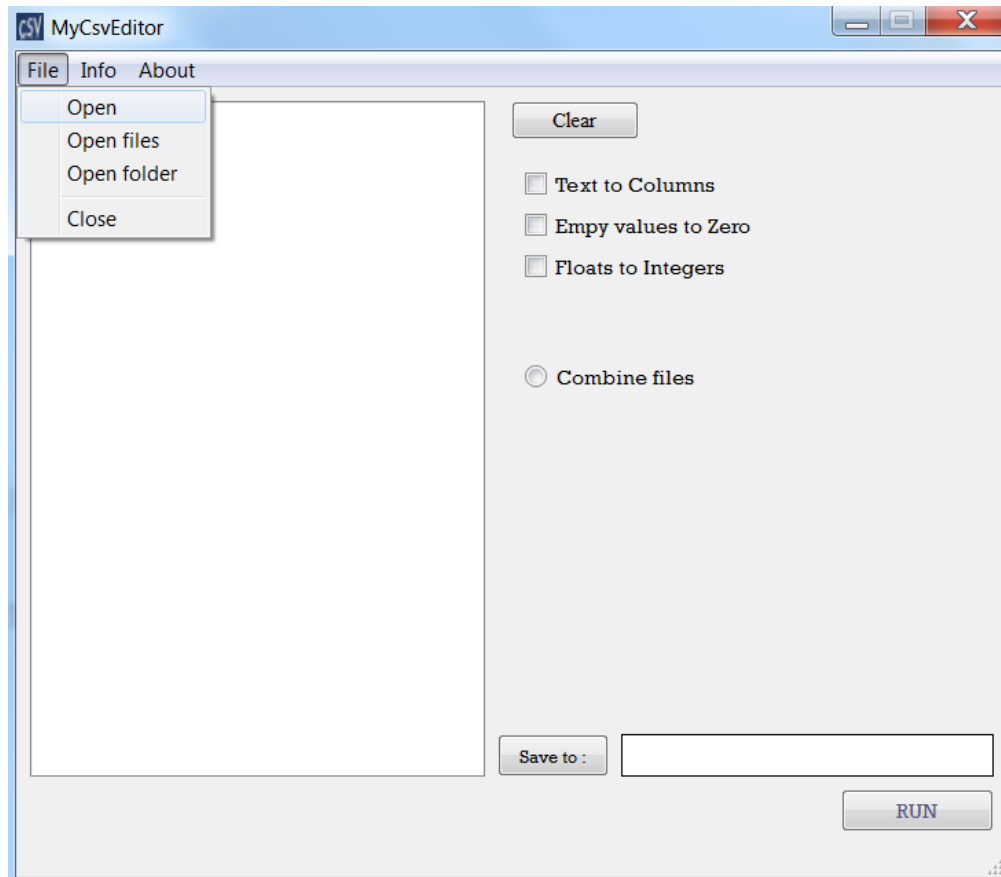 CSV MyCsvEditor
File Info About
Open
Open files
Open folder
Close
Clear
Text to Columns
Empy values to Zero
Floats to Integers
Combine files
Save to :
RUN